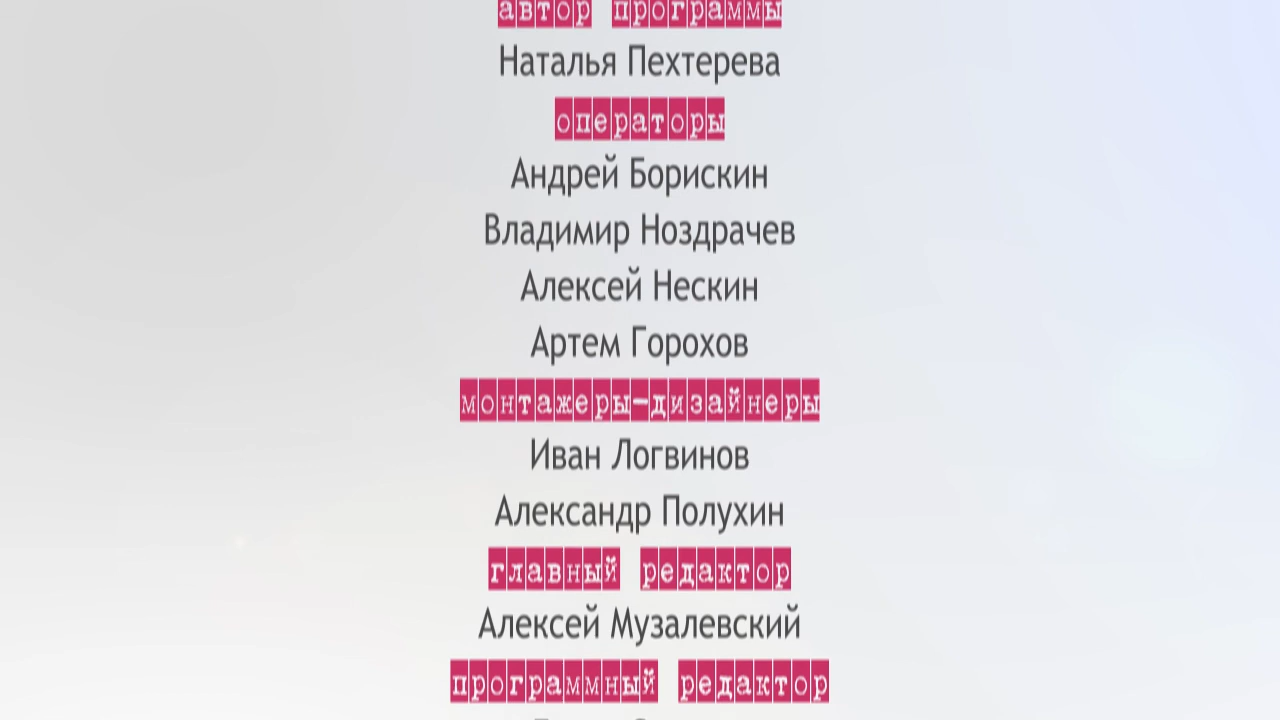 автор программы
Наталья Пехтерева
операторы
Андрей Борискин
Владимир Ноздрачев
Алексей Нескин
Артем Горохов
монтажеры-дизайнеры
Иван Логвинов
Александр Полухин
главный редактор
Алексей Музалевский
программный редактор